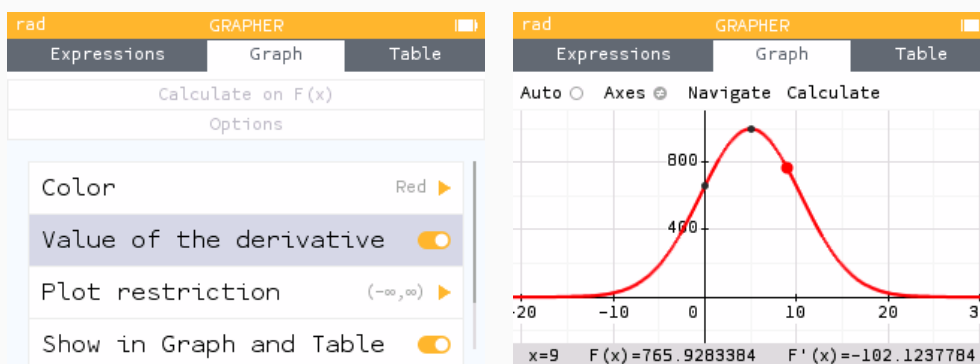 rad GRAPHER
Expressions Graph Table
Calculate on F(x)
Options
Color Red
Value of the derivative
Plot restriction (-∞,∞)
Show in Graph and Table
rad GRAPHER
Expressions Graph Table
Auto Axes Navigate Calculate
800
400
-20 -10 0 10 20 3
x=9 F(x)=765.9283384 F'(x)=-102.1237784